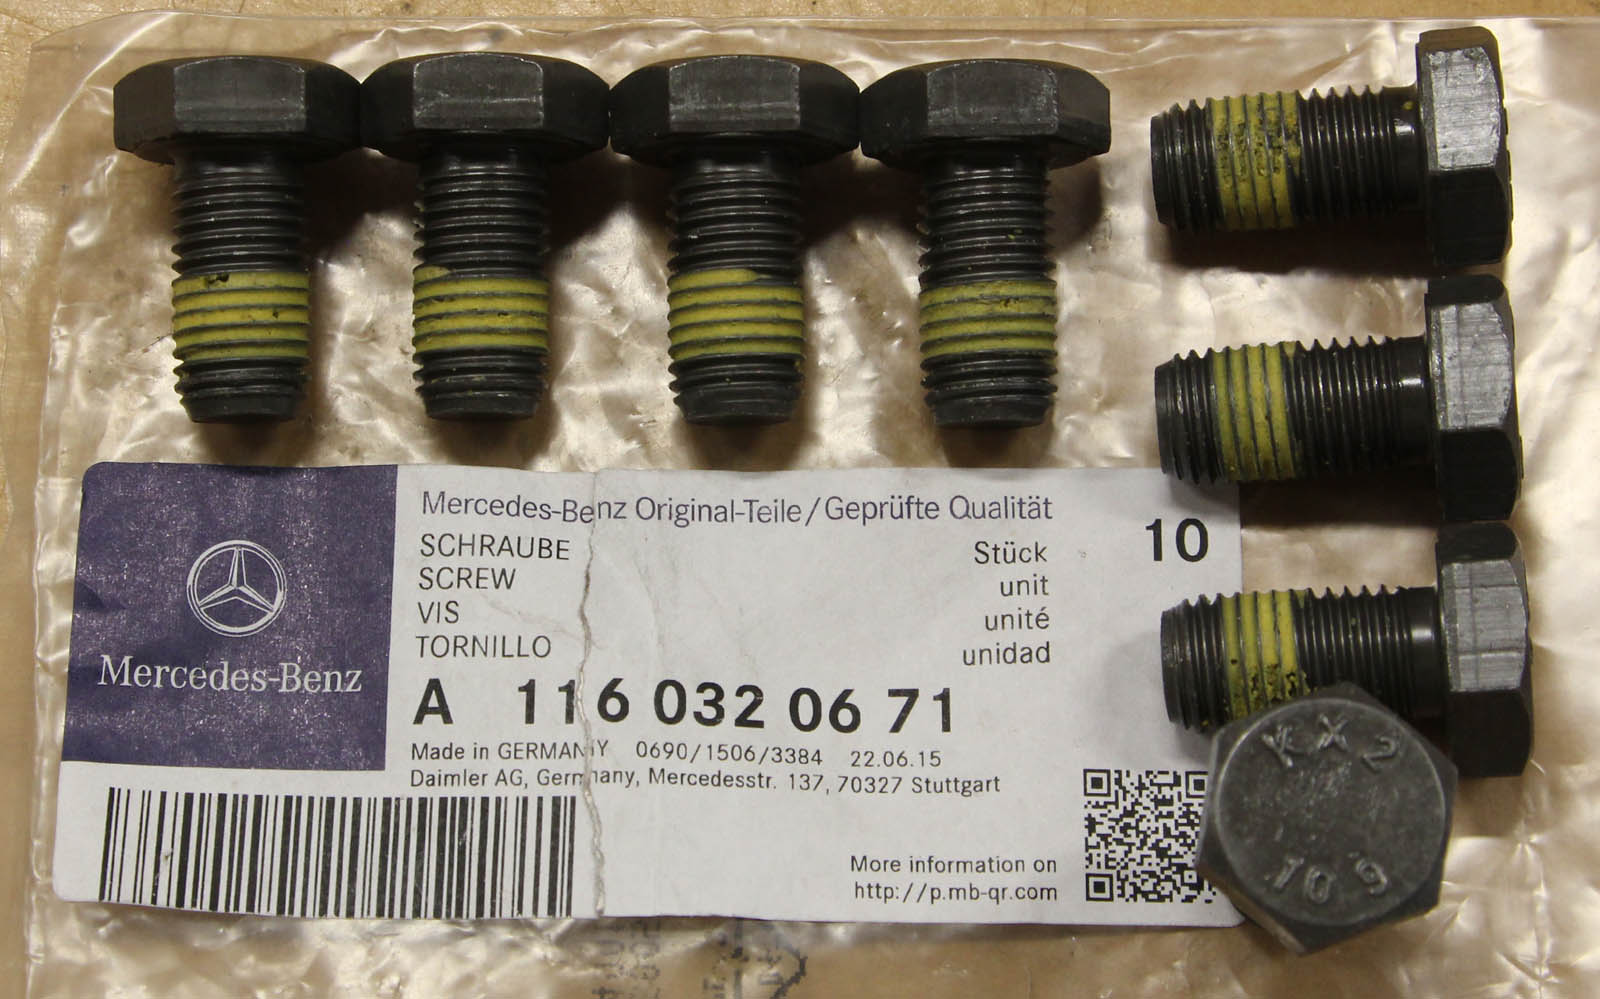 Mercedes-Benz
Mercedes-Benz Original-Teile/Geprüfte Qualität
SCHRAUBE Stück 10
SCREW unit
VIS unité
TORNILLO unidad
A 116 032 06 71
Made in GERMANY 0690/1506/3384 22.06.15
Daimler AG, Germany, Mercedesstr. 137, 70327 Stuttgart
More information on
http://p.mb-qr.com
KX2
10 9